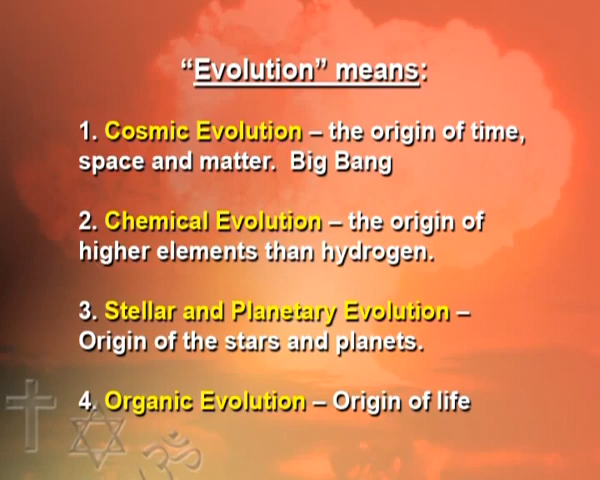 “Evolution” means:
1. Cosmic Evolution – the origin of time,
space and matter.  Big Bang
2. Chemical Evolution – the origin of
higher elements than hydrogen.
3. Stellar and Planetary Evolution –
Origin of the stars and planets.
4. Organic Evolution – Origin of life
ॐ